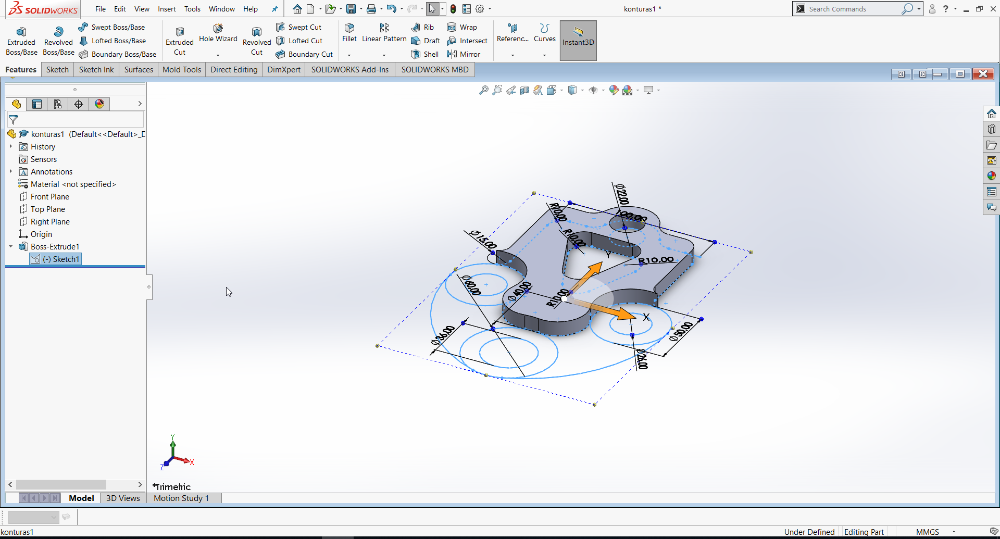 SOLIDWORKS
File Edit View Insert Tools Window Help
konturas1 *
Search Commands
?
Extruded Boss/Base
Revolved Boss/Base
Swept Boss/Base
Lofted Boss/Base
Boundary Boss/Base
Extruded Cut
Hole Wizard
Revolved Cut
Swept Cut
Lofted Cut
Boundary Cut
Fillet
Linear Pattern
Rib
Draft
Shell
Wrap
Intersect
Mirror
Referenc...
Curves
Instant3D
Features Sketch Sketch Ink Surfaces Mold Tools Direct Editing DimXpert SOLIDWORKS Add-Ins SOLIDWORKS MBD
konturas1 (Default<<Default>_D
History
Sensors
Annotations
Material <not specified>
Front Plane
Top Plane
Right Plane
Origin
Boss-Extrude1
(-) Sketch1
Ø22,00
R10,00
100,00
R10,00
Ø15,00
Y
R10,00
Ø60,00
Ø40,00
R10,00
X
Ø36,00
Ø50,00
Ø26,00
Y
X
Z
*Trimetric
Model 3D Views Motion Study 1
konturas1
Under Defined Editing Part MMGS